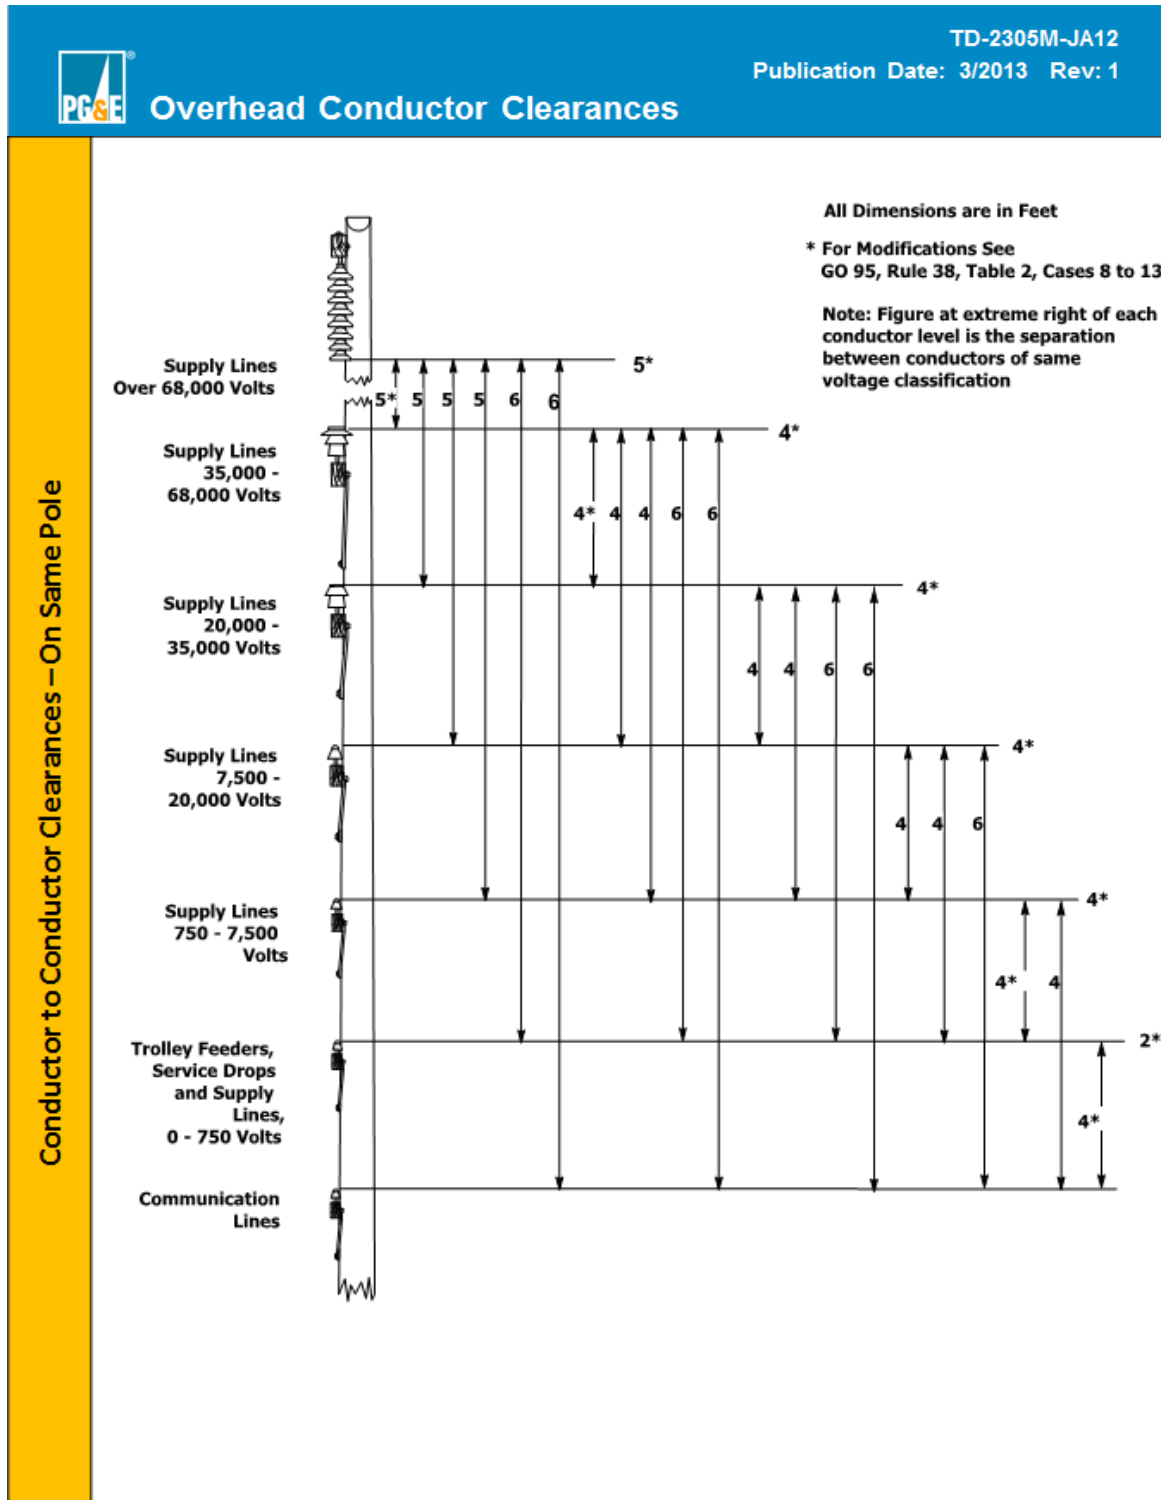 TD-2305M-JA12
Publication Date: 3/2013 Rev: 1
PG&E®
Overhead Conductor Clearances
Conductor to Conductor Clearances – On Same Pole
All Dimensions are in Feet
* For Modifications See
GO 95, Rule 38, Table 2, Cases 8 to 13
Note: Figure at extreme right of each
conductor level is the separation
between conductors of same
voltage classification
Supply Lines
Over 68,000 Volts
5*
5* 5 5 5 6 6
Supply Lines
35,000 -
68,000 Volts
4*
4* 4 4 6 6
Supply Lines
20,000 -
35,000 Volts
4*
4 4 6 6
Supply Lines
7,500 -
20,000 Volts
4*
4 4 6
Supply Lines
750 - 7,500
Volts
4*
4* 4
Trolley Feeders,
Service Drops
and Supply
Lines,
0 - 750 Volts
2*
4*
Communication
Lines